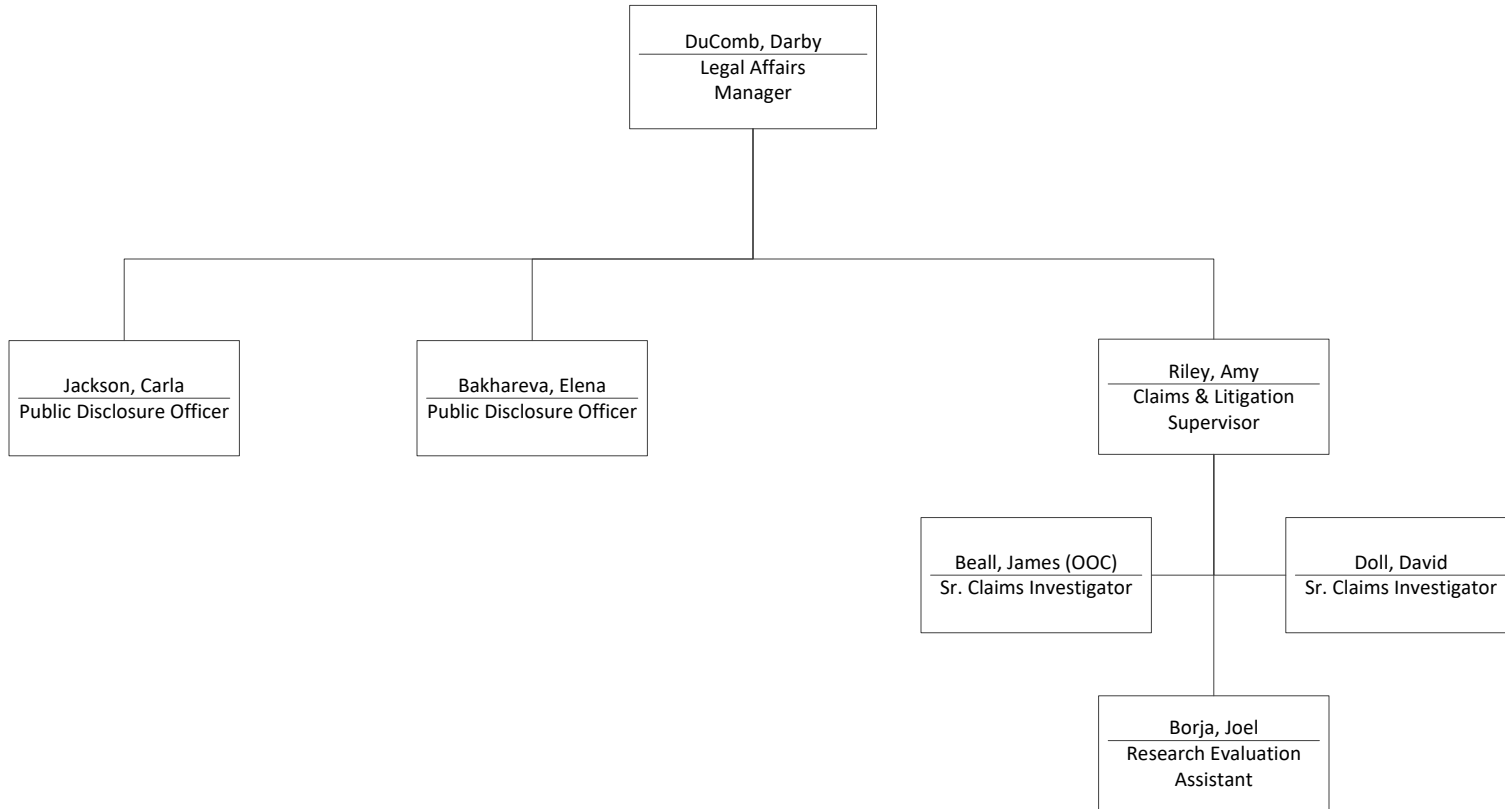 DuComb, Darby
Legal Affairs
Manager
Jackson, Carla
Public Disclosure Officer
Bakhareva, Elena
Public Disclosure Officer
Riley, Amy
Claims & Litigation
Supervisor
Beall, James (OOC)
Sr. Claims Investigator
Doll, David
Sr. Claims Investigator
Borja, Joel
Research Evaluation
Assistant